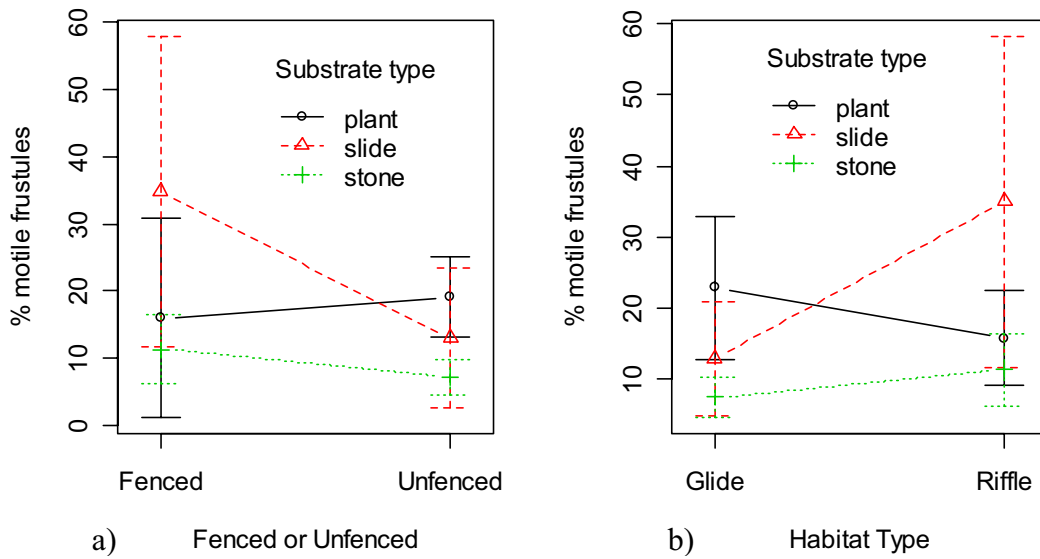 % motile frustules
60
50
40
30
20
10
0
Substrate type
plant
slide
stone
Fenced
Unfenced
a)
Fenced or Unfenced
% motile frustules
60
50
40
30
20
10
Substrate type
plant
slide
stone
Glide
Riffle
b)
Habitat Type